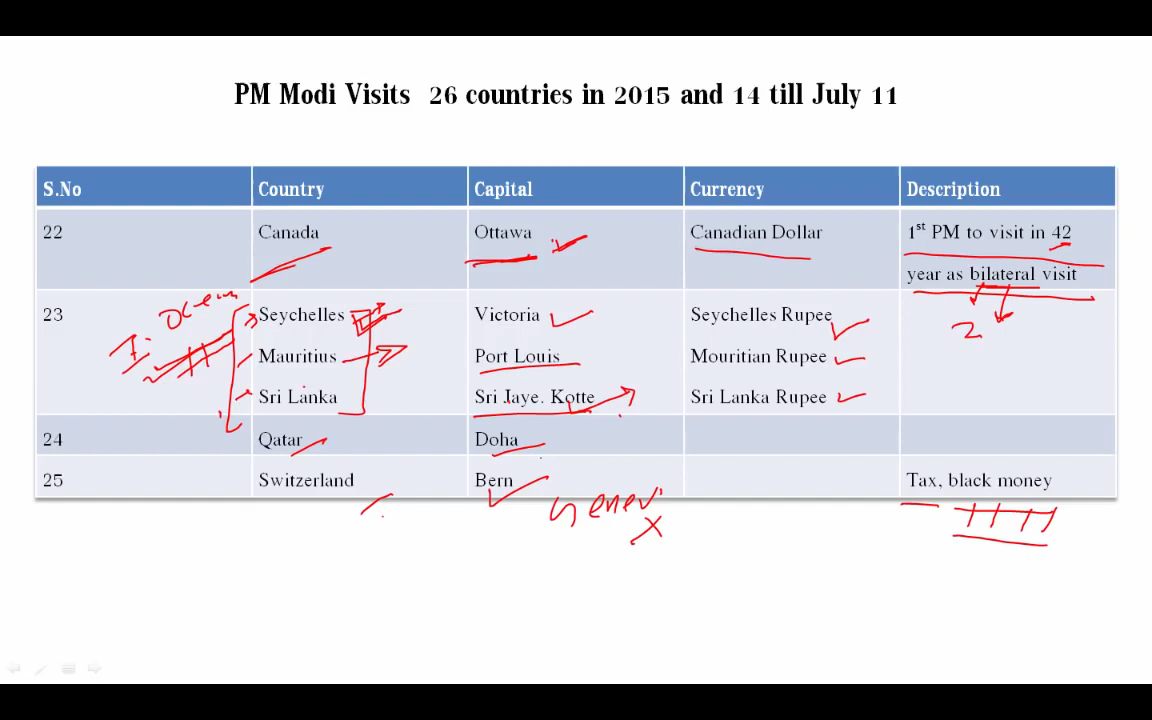 PM Modi Visits 26 countries in 2015 and 14 till July 11
S.No Country Capital Currency Description
22 Canada Ottawa Canadian Dollar 1st PM to visit in 42
year as bilateral visit
2
I. Ocean
23 Seychelles Victoria Seychelles Rupee
Mauritius Port Louis Mouritian Rupee
Sri Lanka Sri Jaye. Kotte Sri Lanka Rupee
24 Qatar Doha
25 Switzerland Bern Tax, black money